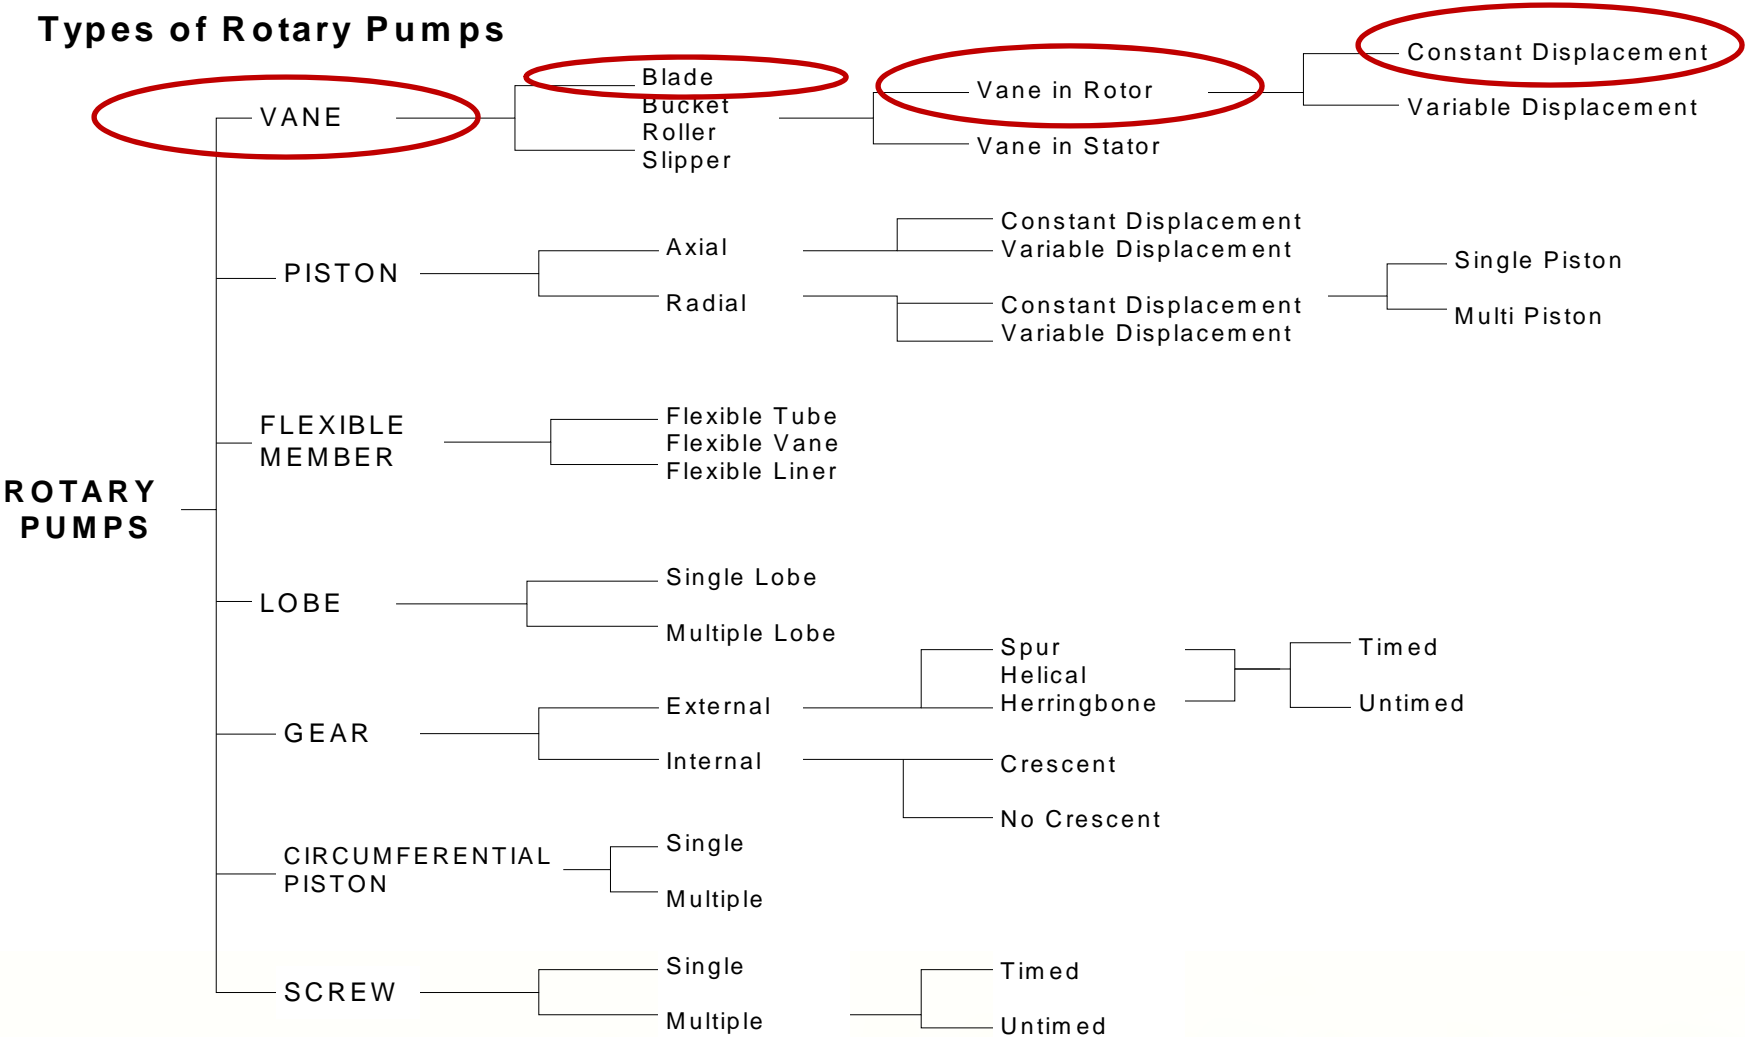 Types of Rotary Pumps
VANE
Blade
Bucket
Roller
Slipper
Vane in Rotor
Vane in Stator
Constant Displacement
Variable Displacement
PISTON
Axial
Radial
Constant Displacement
Variable Displacement
Constant Displacement
Variable Displacement
Single Piston
Multi Piston
FLEXIBLE
MEMBER
Flexible Tube
Flexible Vane
Flexible Liner
ROTARY
PUMPS
LOBE
Single Lobe
Multiple Lobe
GEAR
External
Internal
Spur
Helical
Herringbone
Timed
Untimed
Crescent
No Crescent
CIRCUMFERENTIAL
PISTON
Single
Multiple
SCREW
Single
Multiple
Timed
Untimed